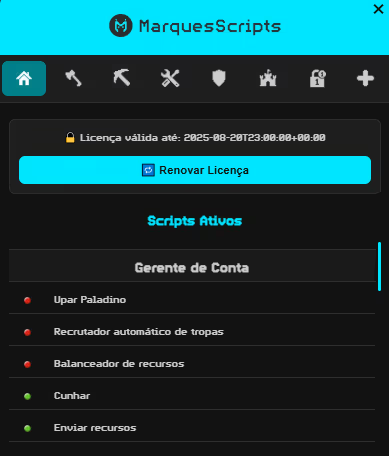 MarquesScripts
Licença válida até: 2025-08-20T23:00:00+00:00
Renovar Licença
Scripts Ativos
Gerente de Conta
Upar Paladino
Recrutador automático de tropas
Balanceador de recursos
Cunhar
Enviar recursos